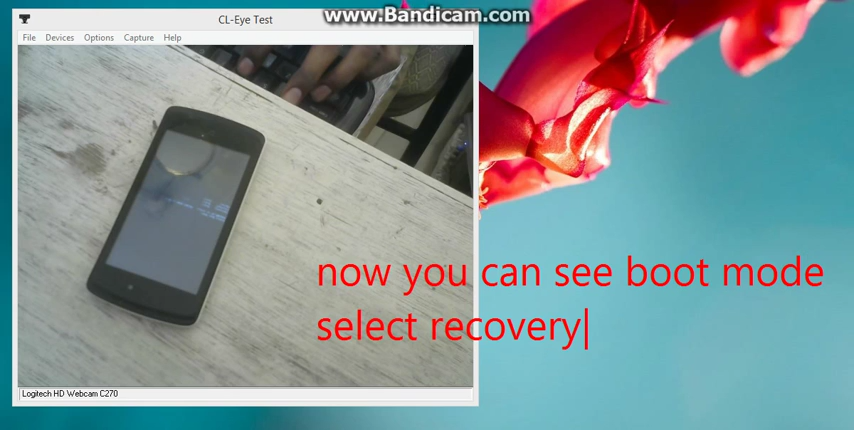 www.Bandicam.com
CL-Eye Test
File Devices Options Capture Help
now you can see boot mode
select recovery
Logitech HD Webcam C270